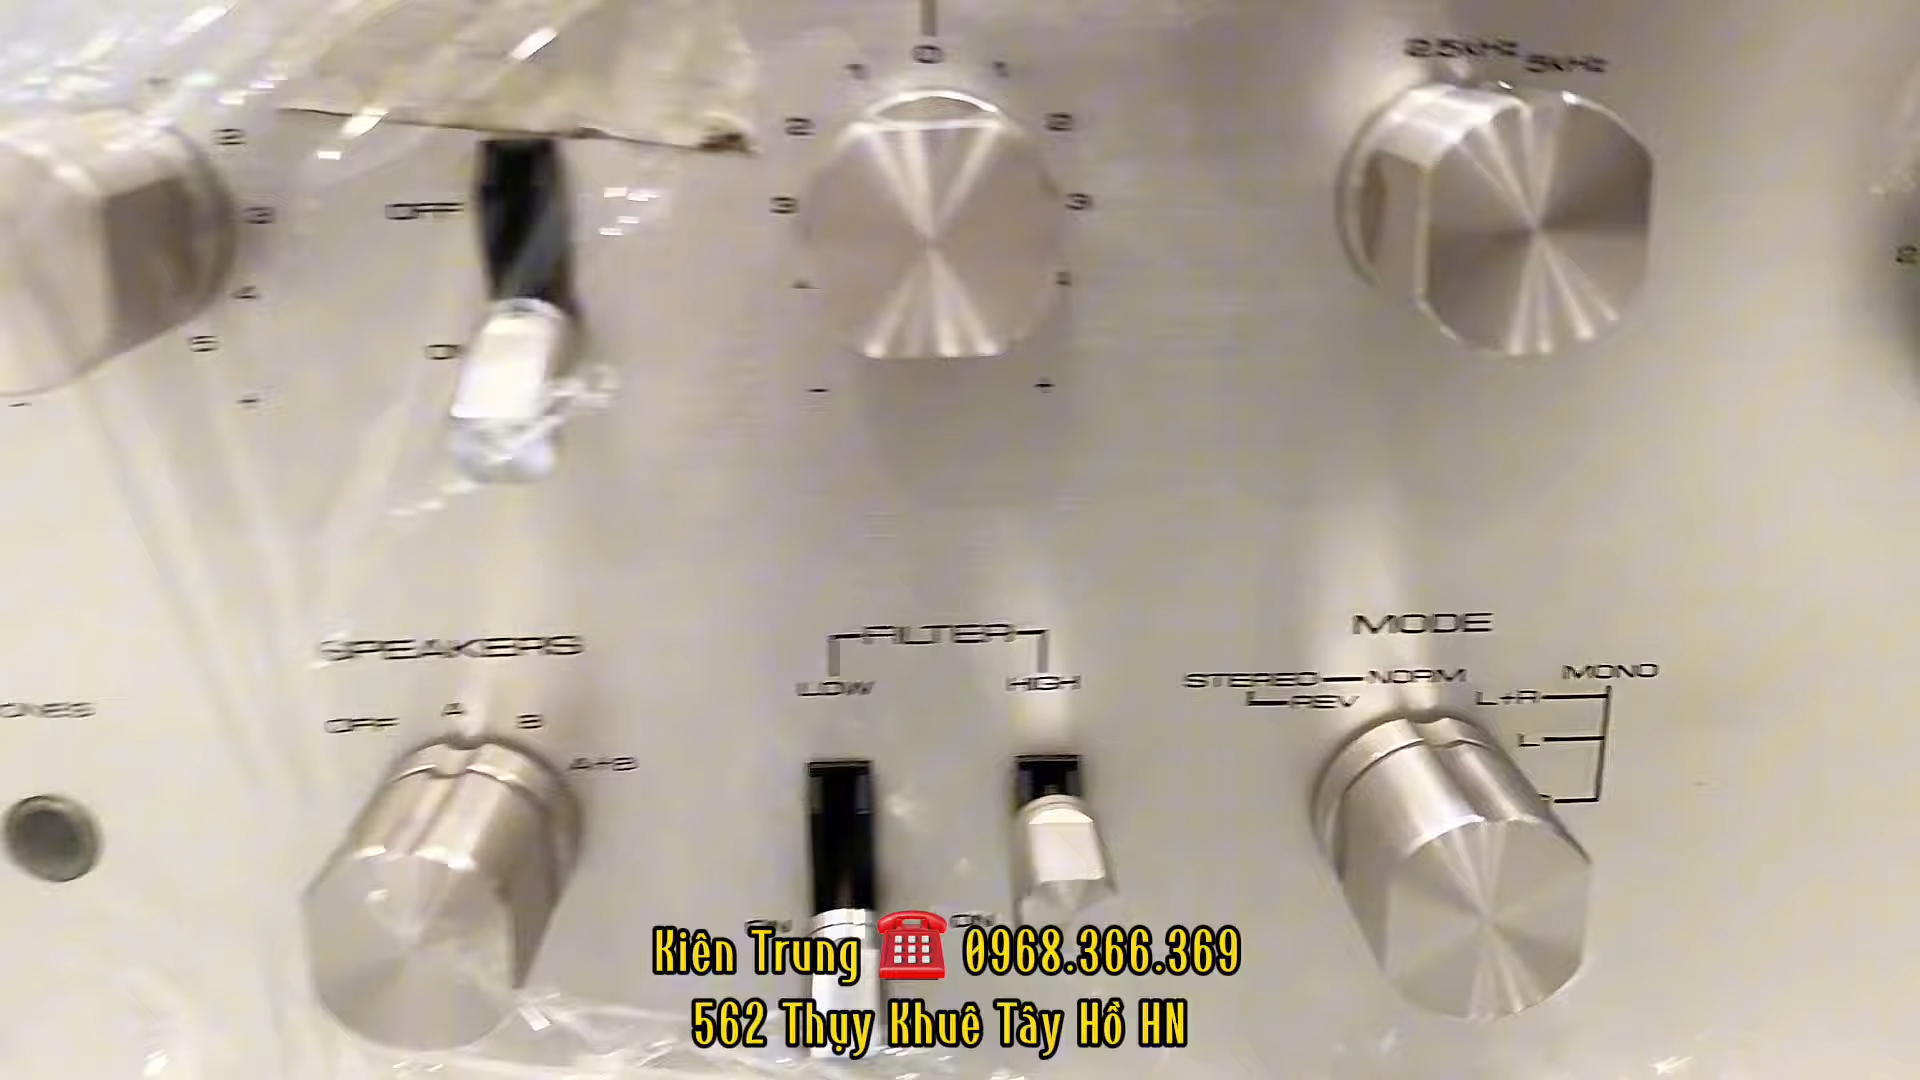 0
1 1
2.5kHz 5kHz
2 2 2
3 3 3
OFF
4
5
- + - +
SPEAKERS
FILTER
LOW HIGH
MODE
STEREO NORM MONO
REV L+R
L
OFF A B
A+B
ON
Kiên Trung ☎ 0968.366.369
562 Thụy Khuê Tây Hồ HN